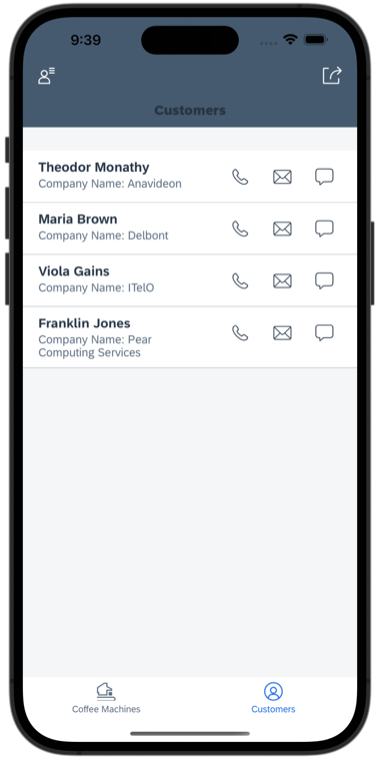 9:39
Customers
Theodor Monathy
Company Name: Anavideon
Maria Brown
Company Name: Delbont
Viola Gains
Company Name: ITelO
Franklin Jones
Company Name: Pear
Computing Services
Coffee Machines
Customers